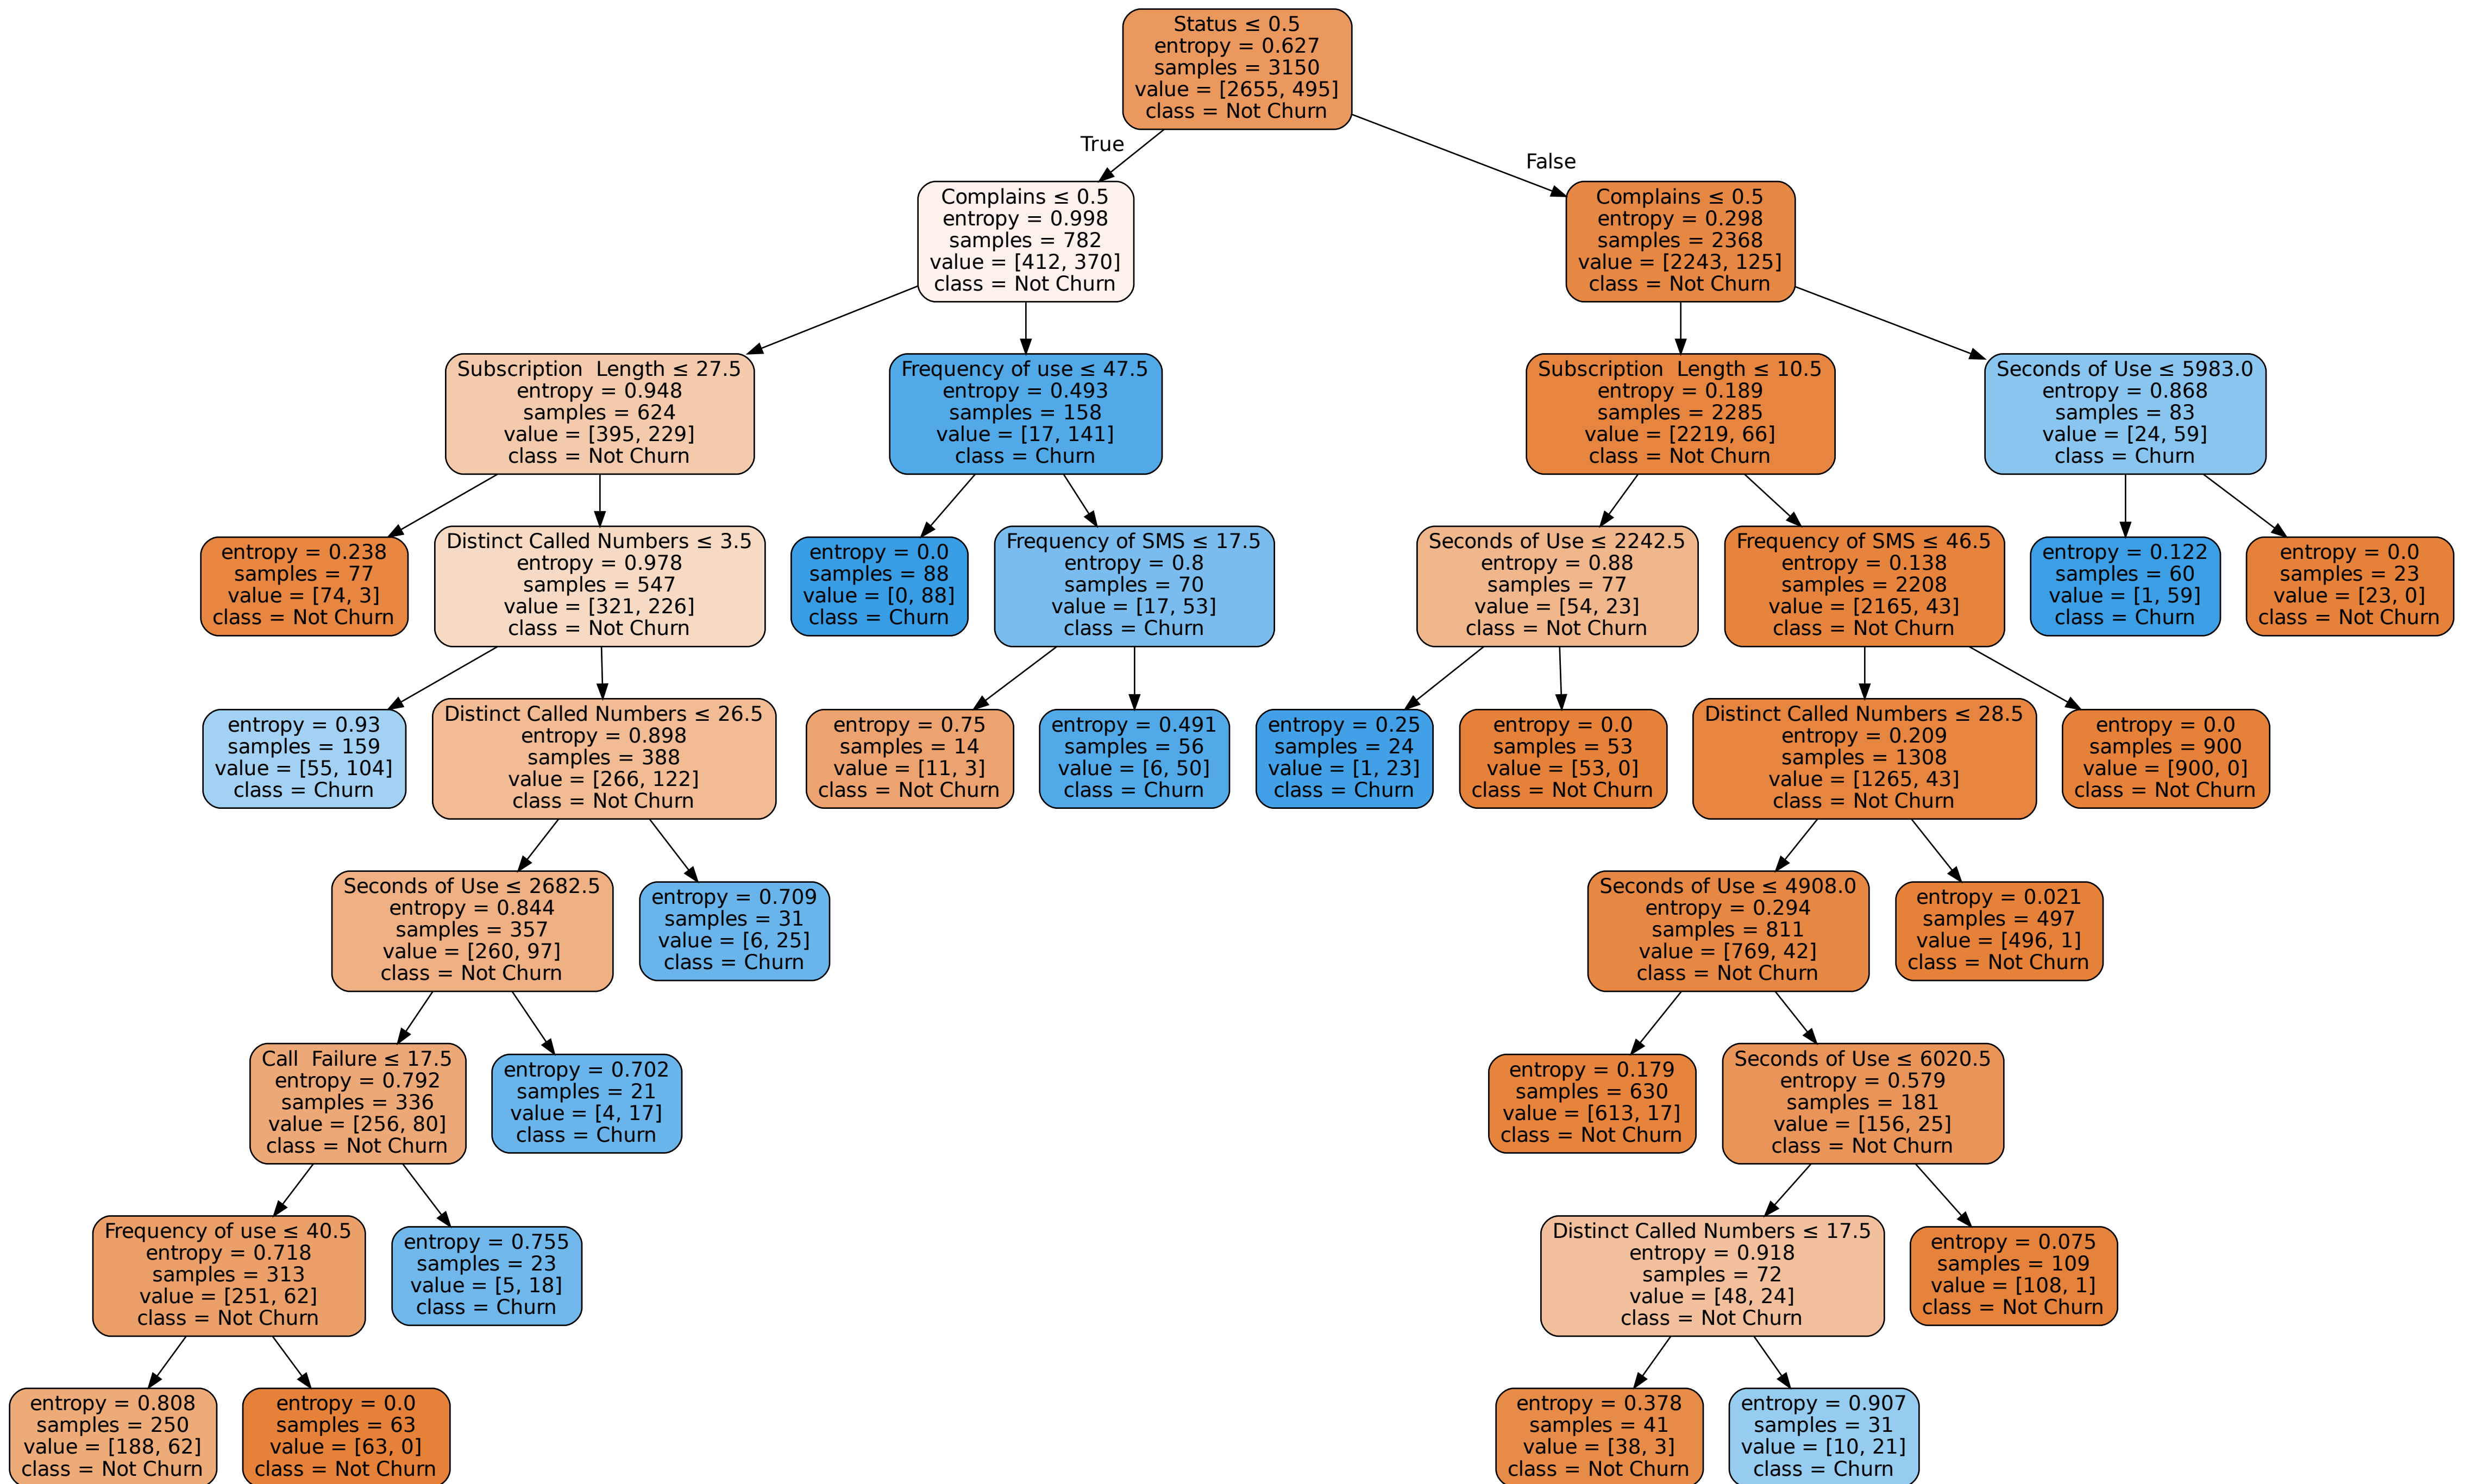 Status ≤ 0.5
entropy = 0.627
samples = 3150
value = [2655, 495]
class = Not Churn
True
False
Complains ≤ 0.5
entropy = 0.998
samples = 782
value = [412, 370]
class = Not Churn
Complains ≤ 0.5
entropy = 0.298
samples = 2368
value = [2243, 125]
class = Not Churn
Subscription  Length ≤ 27.5
entropy = 0.948
samples = 624
value = [395, 229]
class = Not Churn
Frequency of use ≤ 47.5
entropy = 0.493
samples = 158
value = [17, 141]
class = Churn
Subscription  Length ≤ 10.5
entropy = 0.189
samples = 2285
value = [2219, 66]
class = Not Churn
Seconds of Use ≤ 5983.0
entropy = 0.868
samples = 83
value = [24, 59]
class = Churn
entropy = 0.238
samples = 77
value = [74, 3]
class = Not Churn
Distinct Called Numbers ≤ 3.5
entropy = 0.978
samples = 547
value = [321, 226]
class = Not Churn
entropy = 0.0
samples = 88
value = [0, 88]
class = Churn
Frequency of SMS ≤ 17.5
entropy = 0.8
samples = 70
value = [17, 53]
class = Churn
Seconds of Use ≤ 2242.5
entropy = 0.88
samples = 77
value = [54, 23]
class = Not Churn
Frequency of SMS ≤ 46.5
entropy = 0.138
samples = 2208
value = [2165, 43]
class = Not Churn
entropy = 0.122
samples = 60
value = [1, 59]
class = Churn
entropy = 0.0
samples = 23
value = [23, 0]
class = Not Churn
entropy = 0.93
samples = 159
value = [55, 104]
class = Churn
Distinct Called Numbers ≤ 26.5
entropy = 0.898
samples = 388
value = [266, 122]
class = Not Churn
entropy = 0.75
samples = 14
value = [11, 3]
class = Not Churn
entropy = 0.491
samples = 56
value = [6, 50]
class = Churn
entropy = 0.25
samples = 24
value = [1, 23]
class = Churn
entropy = 0.0
samples = 53
value = [53, 0]
class = Not Churn
Distinct Called Numbers ≤ 28.5
entropy = 0.209
samples = 1308
value = [1265, 43]
class = Not Churn
entropy = 0.0
samples = 900
value = [900, 0]
class = Not Churn
Seconds of Use ≤ 2682.5
entropy = 0.844
samples = 357
value = [260, 97]
class = Not Churn
entropy = 0.709
samples = 31
value = [6, 25]
class = Churn
Seconds of Use ≤ 4908.0
entropy = 0.294
samples = 811
value = [769, 42]
class = Not Churn
entropy = 0.021
samples = 497
value = [496, 1]
class = Not Churn
Call  Failure ≤ 17.5
entropy = 0.792
samples = 336
value = [256, 80]
class = Not Churn
entropy = 0.702
samples = 21
value = [4, 17]
class = Churn
entropy = 0.179
samples = 630
value = [613, 17]
class = Not Churn
Seconds of Use ≤ 6020.5
entropy = 0.579
samples = 181
value = [156, 25]
class = Not Churn
Frequency of use ≤ 40.5
entropy = 0.718
samples = 313
value = [251, 62]
class = Not Churn
entropy = 0.755
samples = 23
value = [5, 18]
class = Churn
Distinct Called Numbers ≤ 17.5
entropy = 0.918
samples = 72
value = [48, 24]
class = Not Churn
entropy = 0.075
samples = 109
value = [108, 1]
class = Not Churn
entropy = 0.808
samples = 250
value = [188, 62]
class = Not Churn
entropy = 0.0
samples = 63
value = [63, 0]
class = Not Churn
entropy = 0.378
samples = 41
value = [38, 3]
class = Not Churn
entropy = 0.907
samples = 31
value = [10, 21]
class = Churn